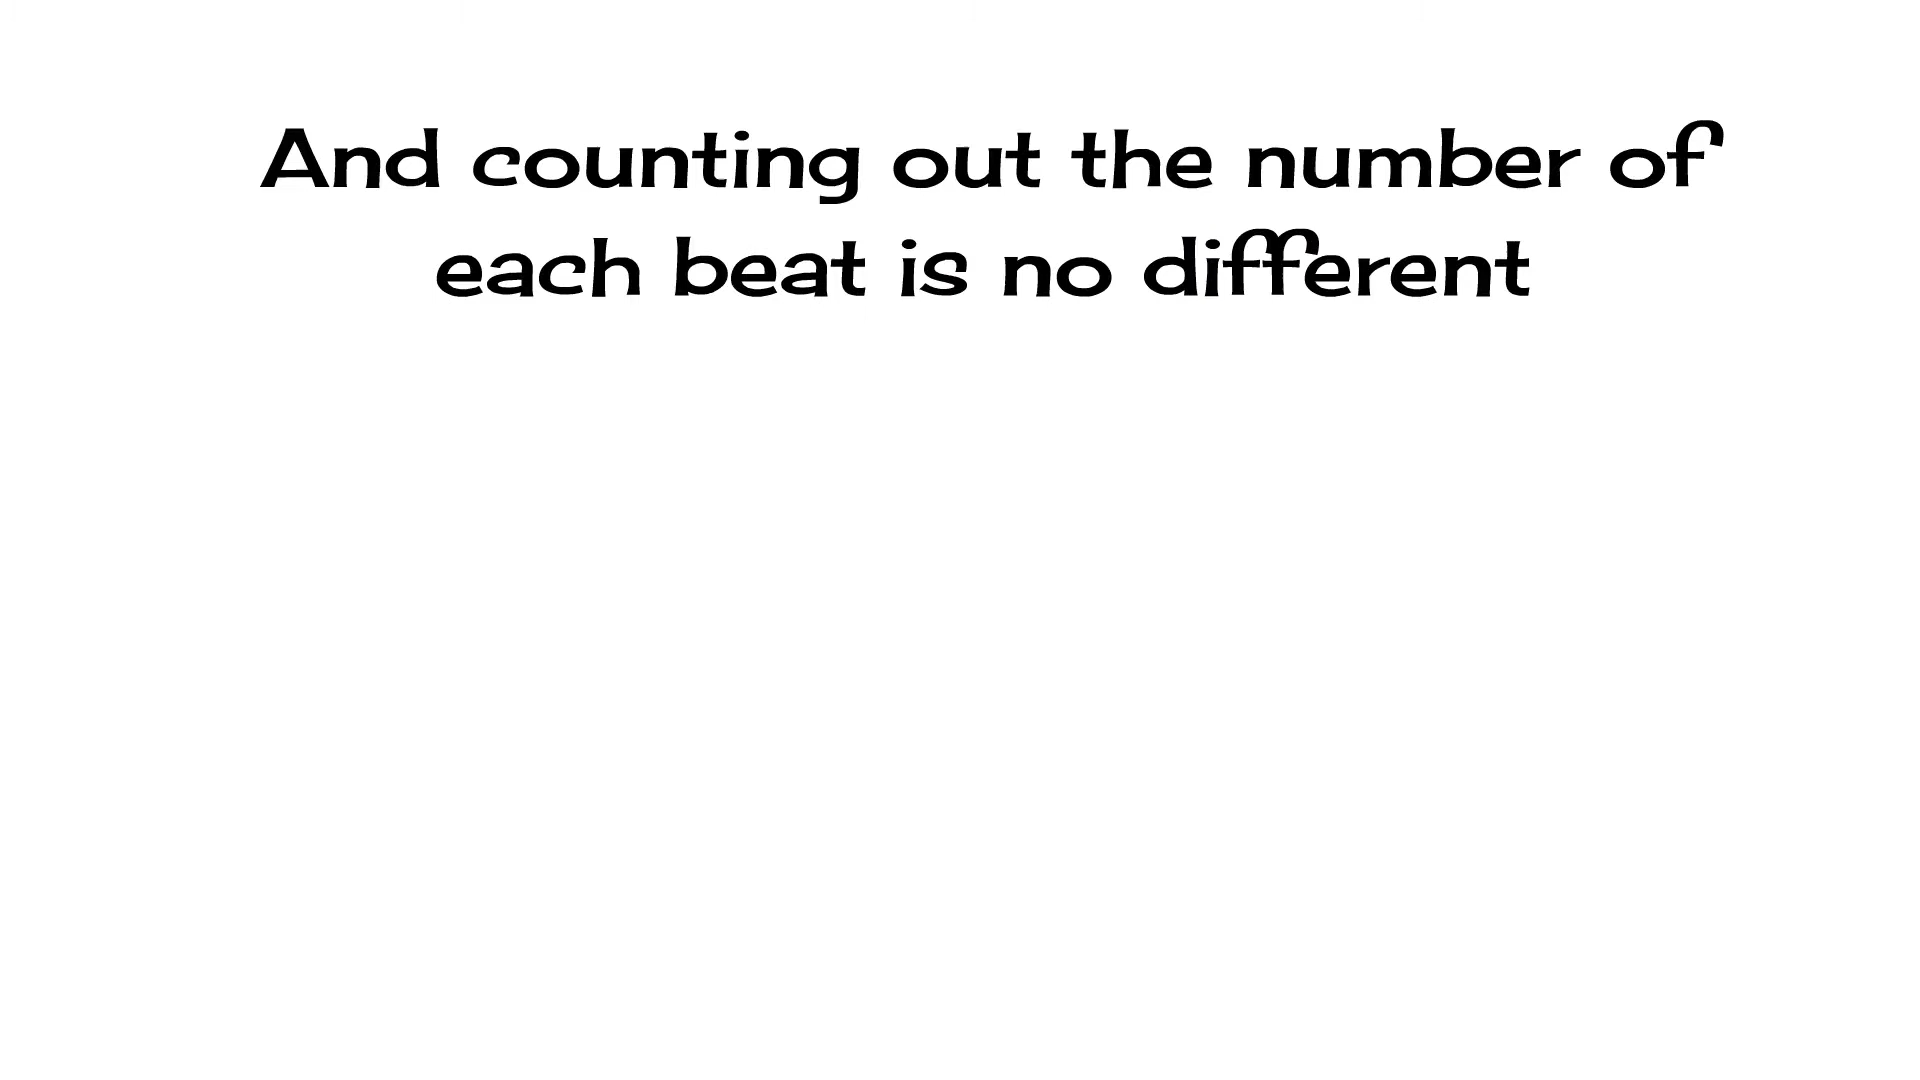 And counting out the number of
each beat is no different